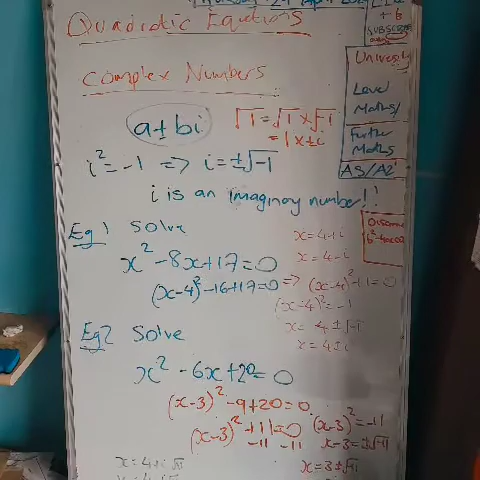 Quadratic Equations
Complex Numbers
a+bi
√1 = √1 x √-1
= 1 x ±i
i² = -1 => i = ±√-1
i is an imaginary number!!
University
Level
Maths/
Further
Maths
AS/A2
SUBSCRIBE
Eg1 Solve
x² - 8x + 17 = 0
(x-4)² - 16 + 17 = 0 => (x-4)² + 1 = 0
(x-4)² = -1
x = 4 ± √-1
x = 4 ± i
x = 4 + i
x = 4 - i
Eg2 Solve
x² - 6x + 20 = 0
(x-3)² - 9 + 20 = 0
(x-3)² + 11 = 0
-11 -11
(x-3)² = -11
x - 3 = ±√-11
x = 3 ± √-11